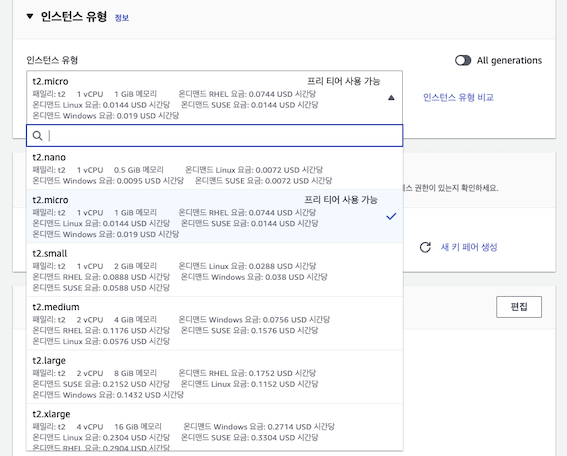 ▼ 인스턴스 유형 정보
인스턴스 유형
All generations
t2.micro 프리 티어 사용 가능
패밀리: t2 1 vCPU 1 GiB 메모리 온디맨드 RHEL 요금: 0.0744 USD 시간당
온디맨드 Linux 요금: 0.0144 USD 시간당 온디맨드 SUSE 요금: 0.0144 USD 시간당
온디맨드 Windows 요금: 0.019 USD 시간당
인스턴스 유형 비교
t2.nano
패밀리: t2 1 vCPU 0.5 GiB 메모리 온디맨드 Linux 요금: 0.0072 USD 시간당
온디맨드 Windows 요금: 0.0095 USD 시간당 온디맨드 SUSE 요금: 0.0072 USD 시간당
t2.micro 프리 티어 사용 가능
패밀리: t2 1 vCPU 1 GiB 메모리 온디맨드 RHEL 요금: 0.0744 USD 시간당
온디맨드 Linux 요금: 0.0144 USD 시간당 온디맨드 SUSE 요금: 0.0144 USD 시간당
온디맨드 Windows 요금: 0.019 USD 시간당
권한이 있는지 확인하세요.
새 키 페어 생성
t2.small
패밀리: t2 1 vCPU 2 GiB 메모리 온디맨드 Linux 요금: 0.0288 USD 시간당
온디맨드 RHEL 요금: 0.0888 USD 시간당 온디맨드 Windows 요금: 0.038 USD 시간당
온디맨드 SUSE 요금: 0.0588 USD 시간당
t2.medium
패밀리: t2 2 vCPU 4 GiB 메모리 온디맨드 Windows 요금: 0.0756 USD 시간당
온디맨드 RHEL 요금: 0.1176 USD 시간당 온디맨드 SUSE 요금: 0.1576 USD 시간당
온디맨드 Linux 요금: 0.0576 USD 시간당
편집
t2.large
패밀리: t2 2 vCPU 8 GiB 메모리 온디맨드 RHEL 요금: 0.1752 USD 시간당
온디맨드 SUSE 요금: 0.2152 USD 시간당 온디맨드 Linux 요금: 0.1152 USD 시간당
온디맨드 Windows 요금: 0.1432 USD 시간당
t2.xlarge
패밀리: t2 4 vCPU 16 GiB 메모리 온디맨드 Windows 요금: 0.2714 USD 시간당
온디맨드 Linux 요금: 0.2304 USD 시간당 온디맨드 SUSE 요금: 0.3304 USD 시간당
온디맨드 RHEL 요금: 0.2904 USD 시간당